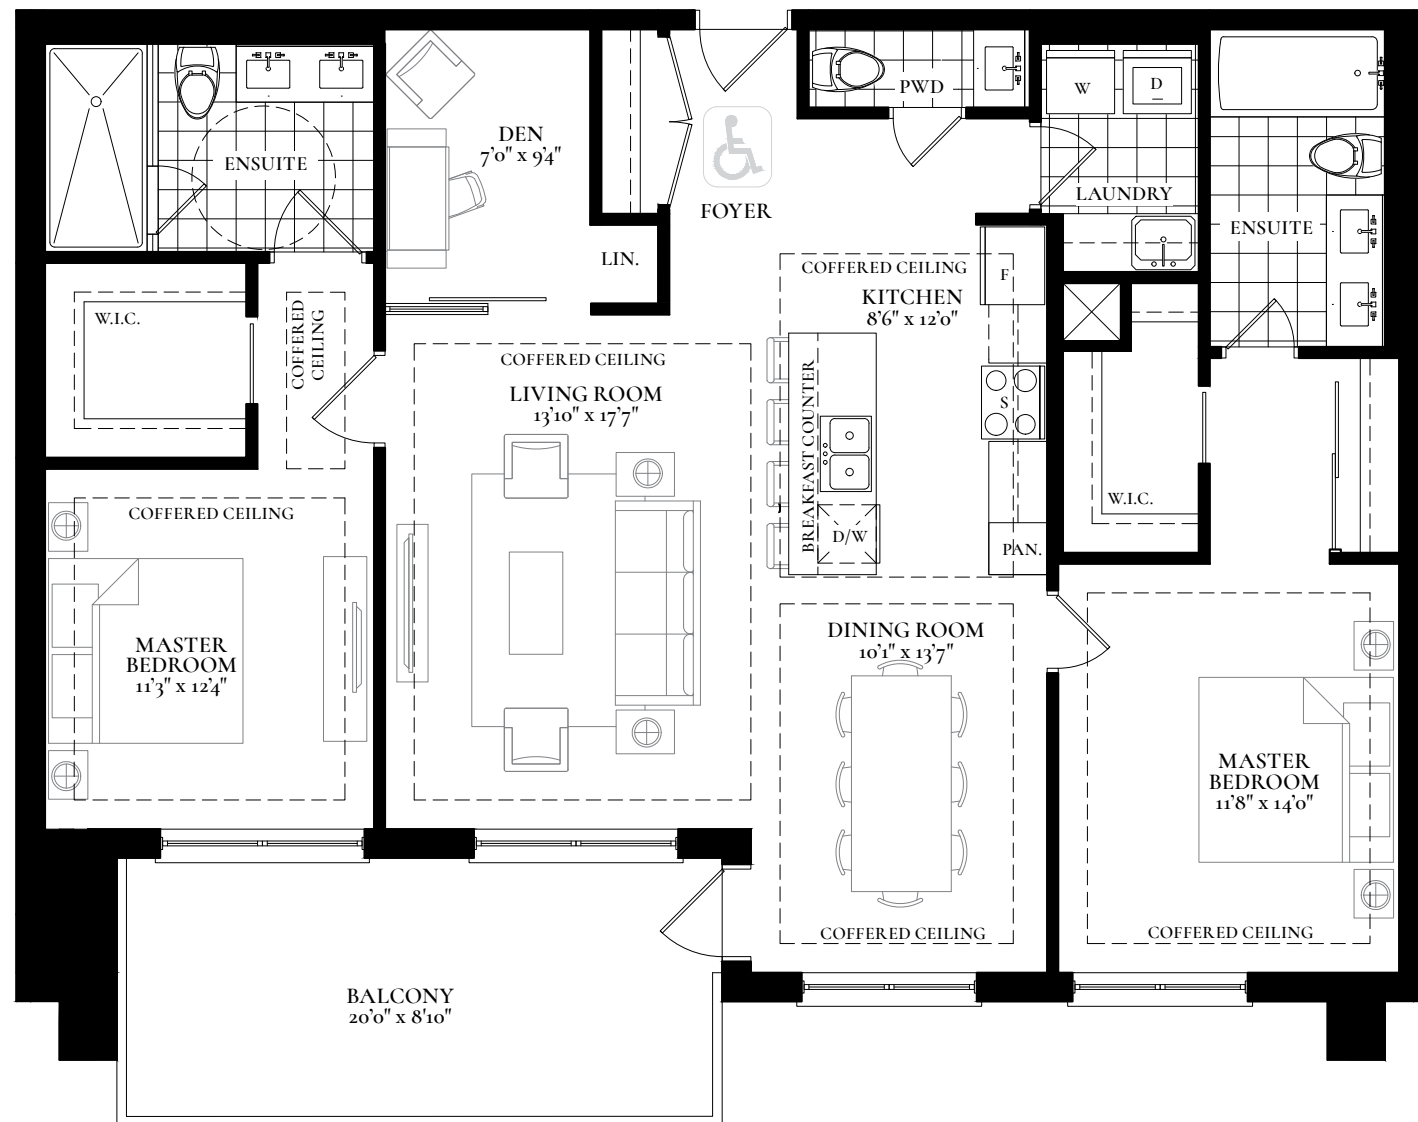 ENSUITE
DEN
7'0" x 9'4"
PWD
W
D
FOYER
LAUNDRY
ENSUITE
LIN.
COFFERED CEILING
F
KITCHEN
8'6" x 12'0"
W.I.C.
COFFERED
CEILING
COFFERED CEILING
LIVING ROOM
13'10" x 17'7"
BREAKFAST COUNTER
S
D/W
PAN.
W.I.C.
COFFERED CEILING
MASTER
BEDROOM
11'3" x 12'4"
DINING ROOM
10'1" x 13'7"
COFFERED CEILING
MASTER
BEDROOM
11'8" x 14'0"
COFFERED CEILING
BALCONY
20'0" x 8'10"